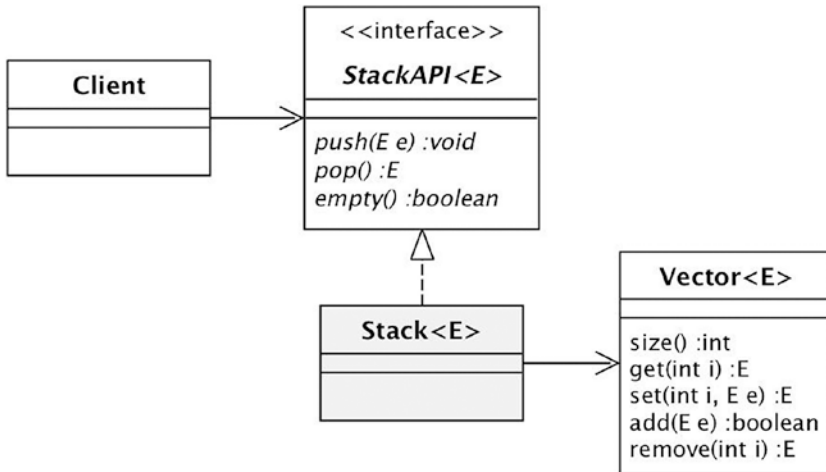 Client
<<interface>>
StackAPI<E>
push(E e) :void
pop() :E
empty() :boolean
Stack<E>
Vector<E>
size() :int
get(int i) :E
set(int i, E e) :E
add(E e) :boolean
remove(int i) :E